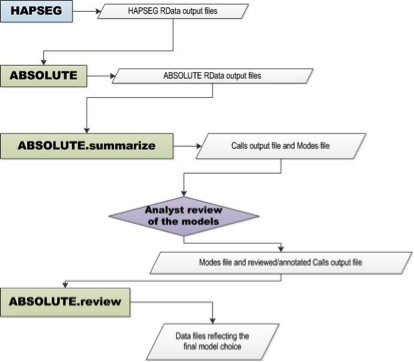 HAPSEG
HAPSEG RData output files
ABSOLUTE
ABSOLUTE RData output files
ABSOLUTE.summarize
Calls output file and Modes file
Analyst review
of the models
Modes file and reviewed/annotated Calls output file
ABSOLUTE.review
Data files reflecting the
final model choice